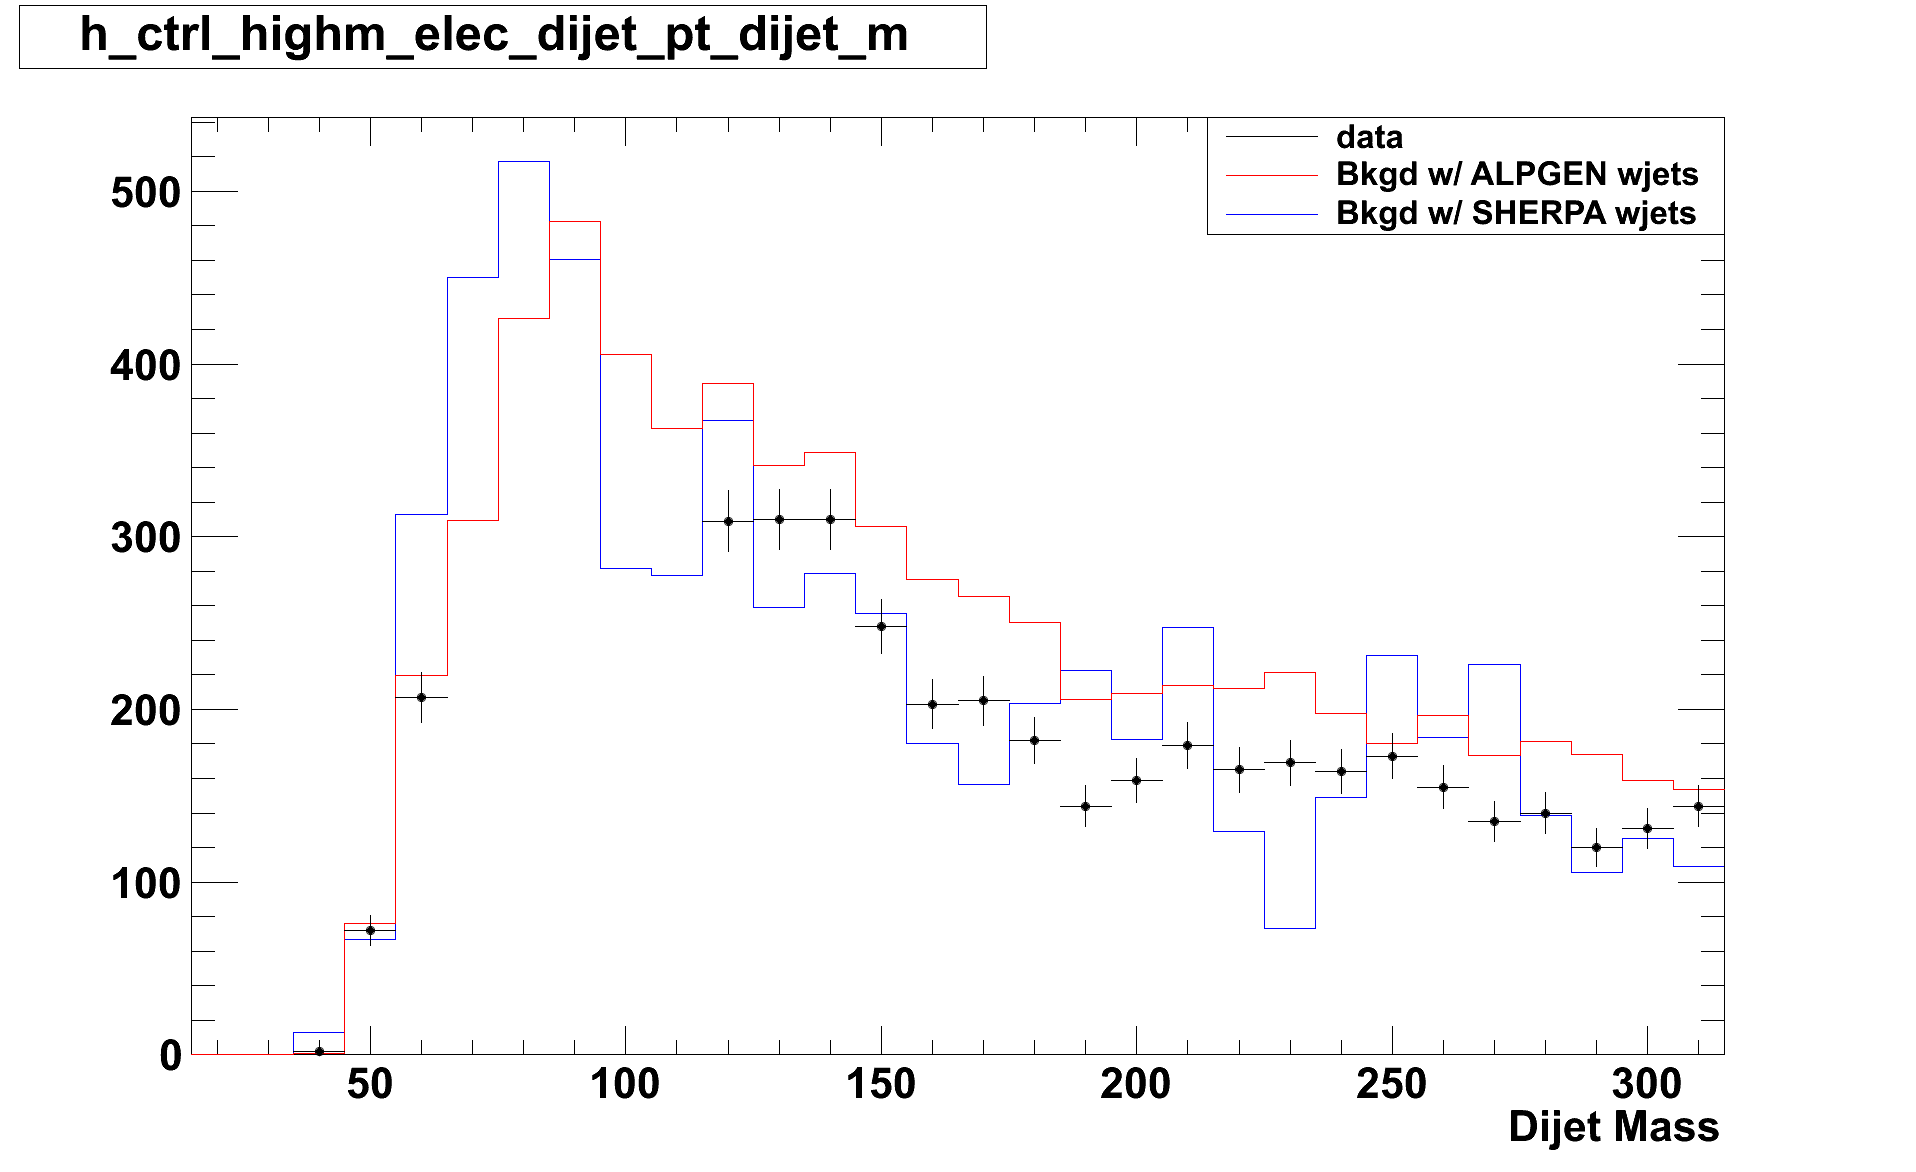 h_ctrl_highm_elec_dijet_pt_dijet_m
data
Bkgd w/ ALPGEN wjets
Bkgd w/ SHERPA wjets
500
400
300
200
100
0
50 100 150 200 250 300
Dijet Mass